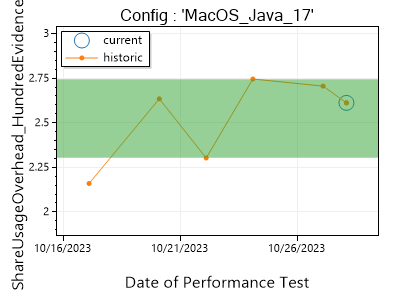 Config : 'MacOS_Java_17'
current
historic
3
2.75
2.5
2.25
2
10/16/2023
10/21/2023
10/26/2023
Date of Performance Test
ShareUsageOverhead_HundredEvidence